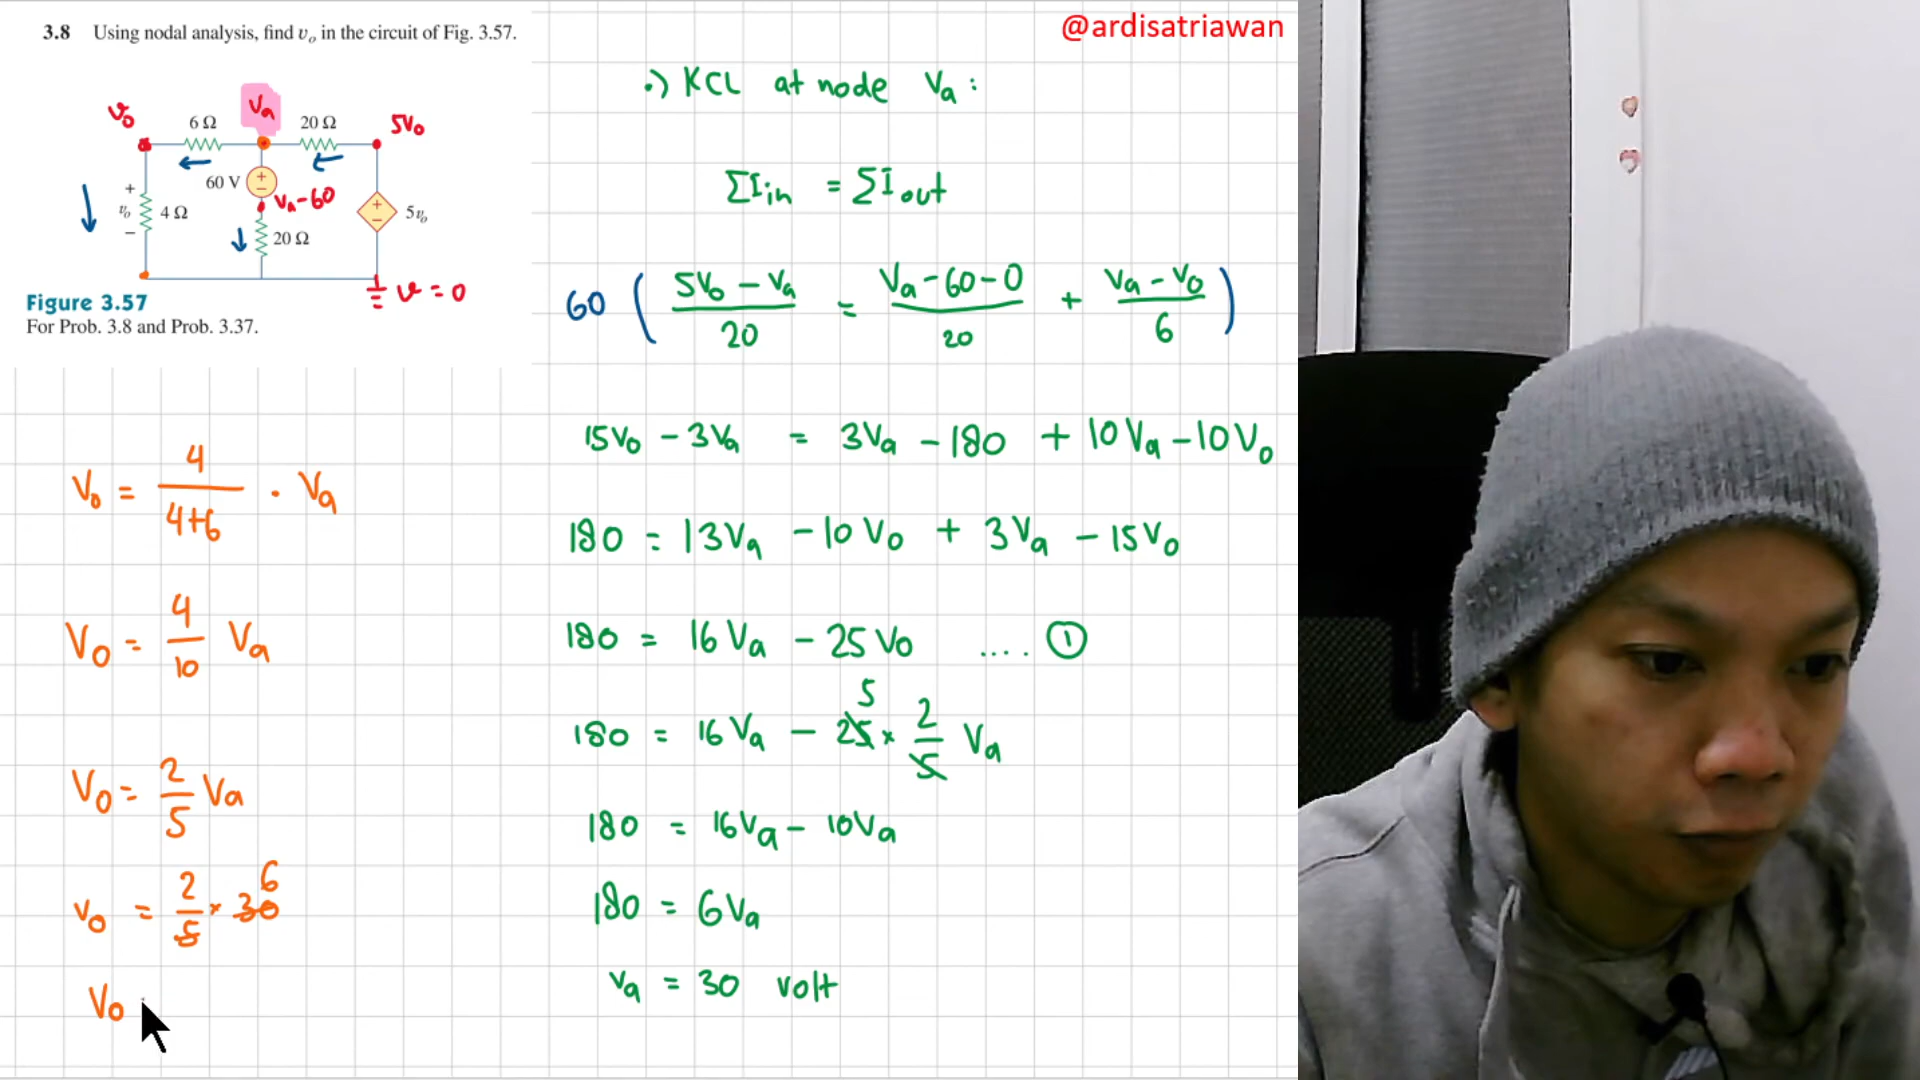 @ardisatriawan
3.8 Using nodal analysis, find vo in the circuit of Fig. 3.57.
vo
Va
5Vo
6 Ω
20 Ω
60 V
+
−
Va-60
+
vo
−
4 Ω
20 Ω
+
−
5vo
v = 0
Figure 3.57
For Prob. 3.8 and Prob. 3.37.
Vo = 4/(4+6) · Va
Vo = 4/10 Va
Vo = 2/5 Va
Vo = 2/5 × 30 6
Vo
·) KCL at node Va :
ΣIin = ΣIout
60 ( (5Vo - Va)/20 = (Va - 60 - 0)/20 + (Va - Vo)/6 )
15Vo - 3Va = 3Va - 180 + 10Va - 10Vo
180 = 13Va - 10Vo + 3Va - 15Vo
180 = 16Va - 25Vo .... ①
5
180 = 16Va - 25 × 2/5 Va
180 = 16Va - 10Va
180 = 6Va
Va = 30 volt